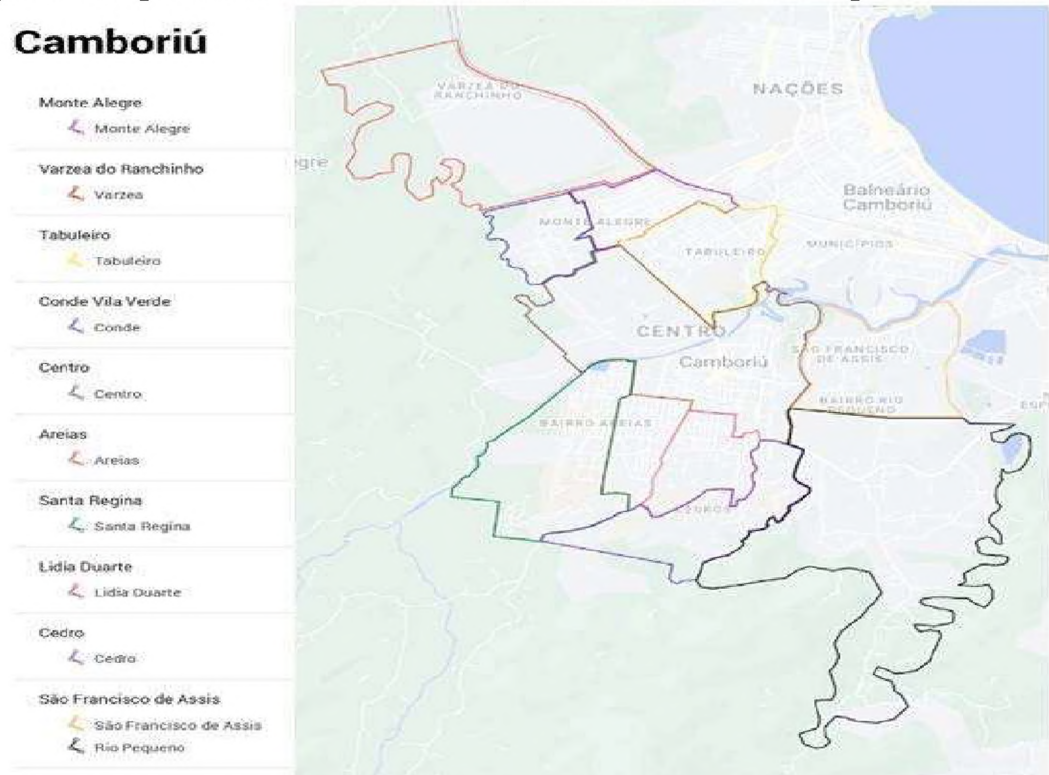 Camboriú
Monte Alegre
Monte Alegre
Varzea do Ranchinho
Varzea
Tabuleiro
Tabuleiro
Conde Vila Verde
Conde
Centro
Centro
Areias
Areias
Santa Regina
Santa Regina
Lidia Duarte
Lidia Duarte
Cedro
Cedro
São Francisco de Assis
São Francisco de Assis
Rio Pequeno
VARZEA DO
RANCHINHO
NAÇÕES
Balneário
Camboriú
MONTE ALEGRE
TABULEIRO
MUNICÍPIOS
CENTRO
Camboriú
SÃO FRANCISCO
DE ASSIS
BAIRRO RIO
PEQUENO
BAIRRO AREIAS